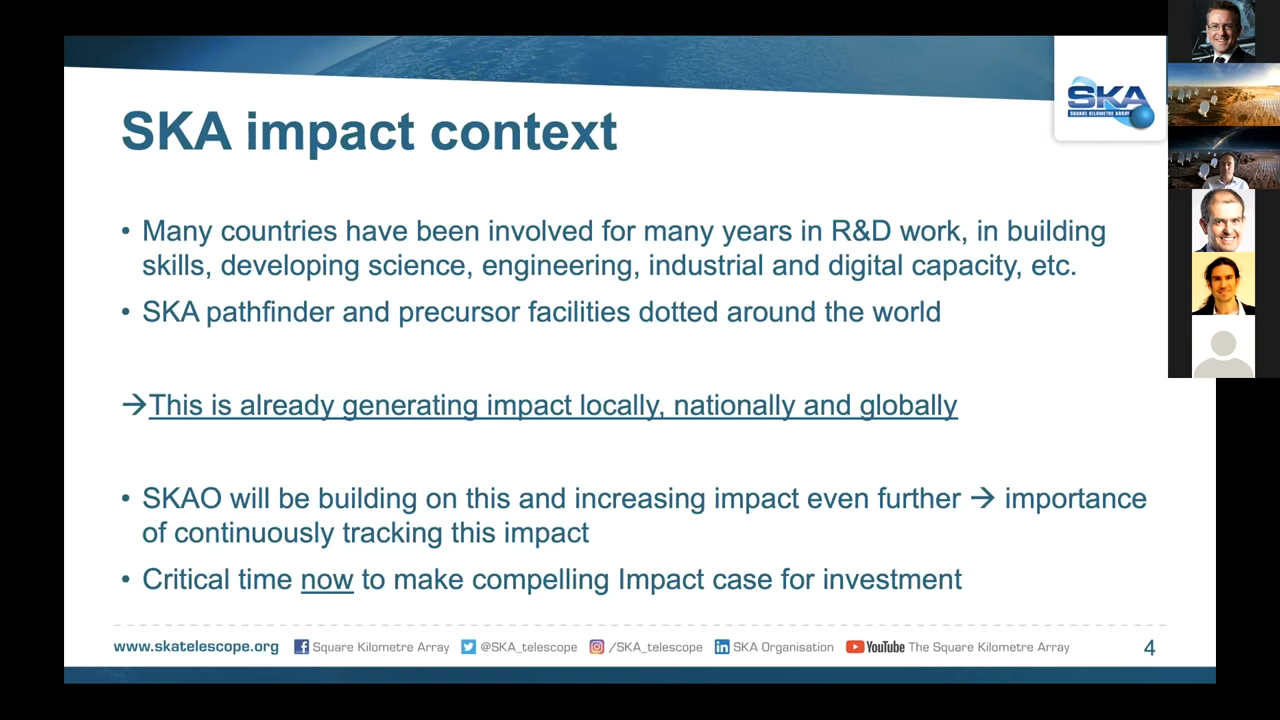 SKA
SQUARE KILOMETRE ARRAY
SKA impact context
• Many countries have been involved for many years in R&D work, in building
skills, developing science, engineering, industrial and digital capacity, etc.
• SKA pathfinder and precursor facilities dotted around the world
→This is already generating impact locally, nationally and globally
• SKAO will be building on this and increasing impact even further → importance
of continuously tracking this impact
• Critical time now to make compelling Impact case for investment
www.skatelescope.org Square Kilometre Array @SKA_telescope /SKA_telescope SKA Organisation YouTube The Square Kilometre Array 4